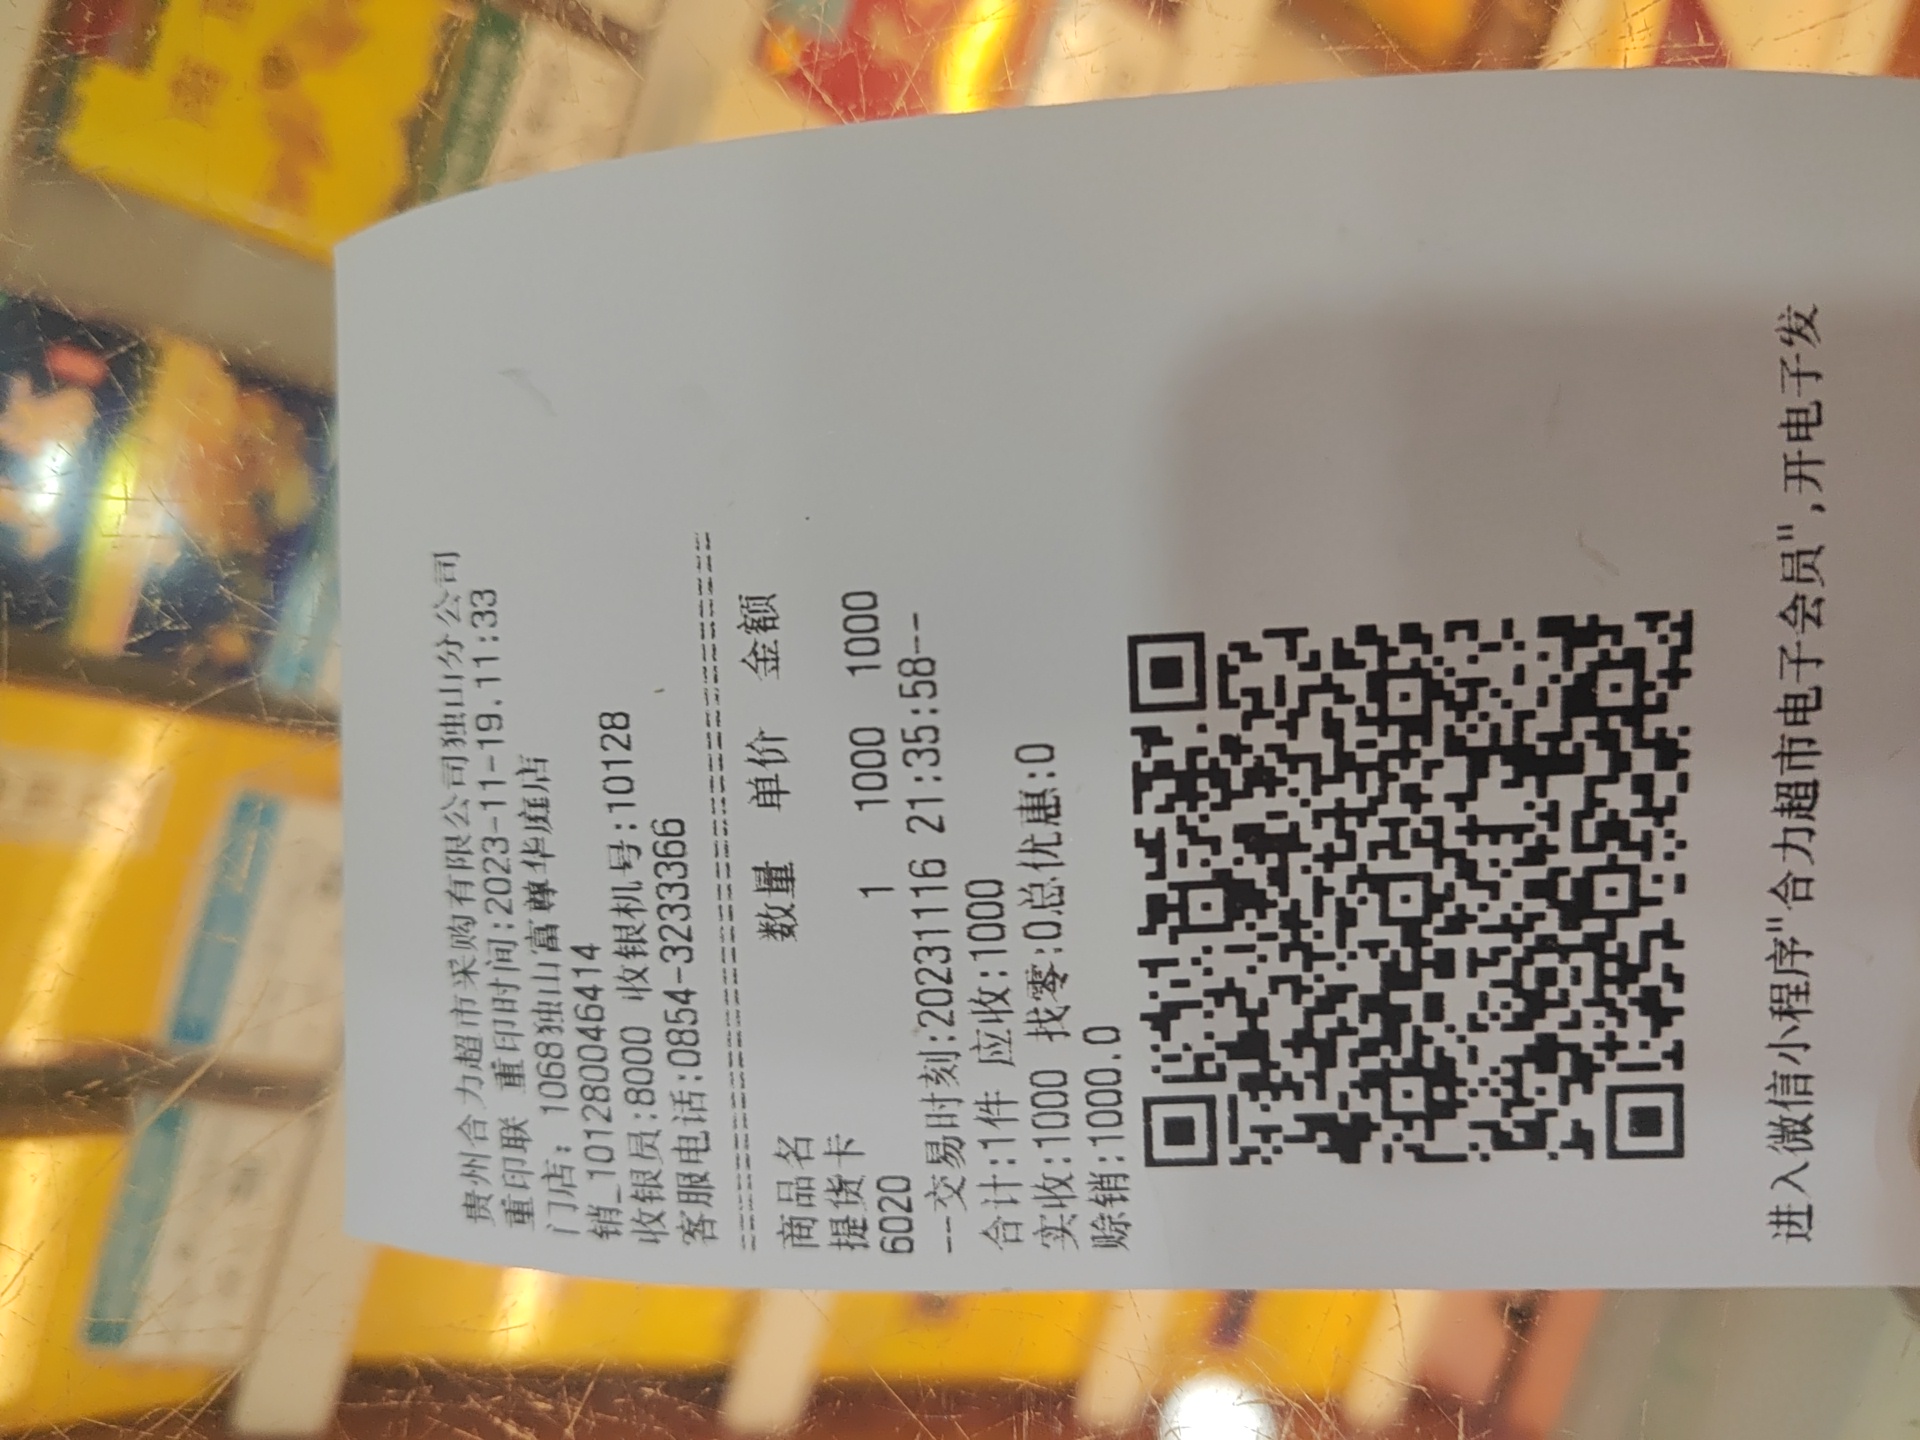 贵州合力超市采购有限公司独山分公司
重印联 重印时间:2023-11-19.11:33
门店: 1068独山富尊华庭店
销_101280046414
收银员:8000 收银机号:10128
客服电话:0854-3233366
商品名 数量 单价 金额
提货卡
6020 1 1000 1000
--交易时刻:20231116 21:35:58--
合计:1件 应收:1000
实收:1000 找零:0总优惠:0
赊销:1000.0
进入微信小程序"合力超市电子会员",开电子发